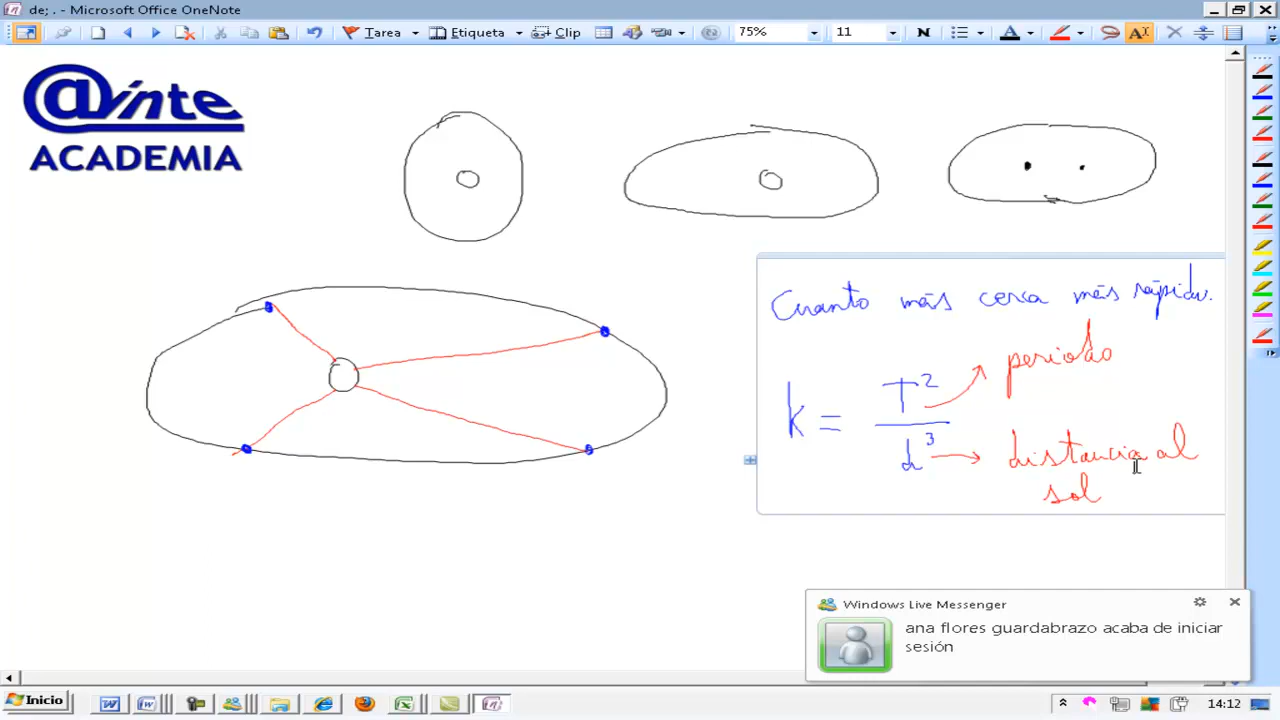 de; . - Microsoft Office OneNote
Tarea Etiqueta Clip 75% 11 N A A
@inte
ACADEMIA
Cuanto más cerca más rápido.
k = T² / d³
periodo
distancia al
sol
Windows Live Messenger
ana flores guardabrazo acaba de iniciar
sesión
Inicio
14:12